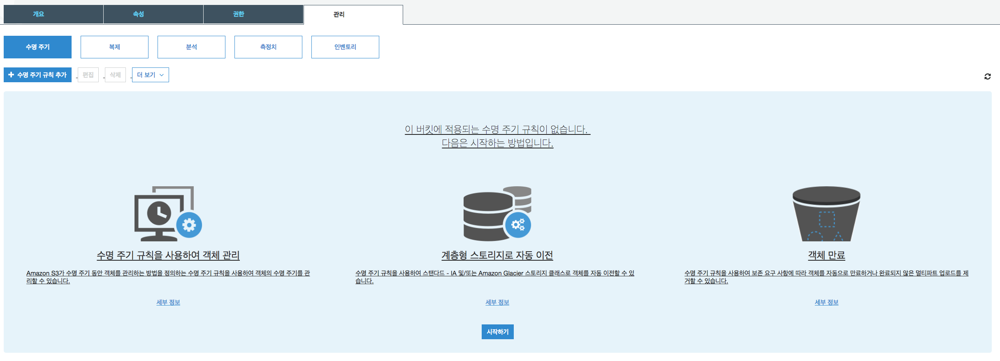 개요
속성
권한
관리
수명 주기
복제
분석
측정치
인벤토리
수명 주기 규칙 추가
편집
삭제
더 보기
이 버킷에 적용되는 수명 주기 규칙이 없습니다.
다음은 시작하는 방법입니다.
수명 주기 규칙을 사용하여 객체 관리
Amazon S3가 수명 주기 동안 객체를 관리하는 방법을 정의하는 수명 주기 규칙을 사용하여 객체의 수명 주기를 관
리할 수 있습니다.
세부 정보
계층형 스토리지로 자동 이전
수명 주기 규칙을 사용하여 스탠다드 - IA 및/또는 Amazon Glacier 스토리지 클래스로 객체를 자동 이전할 수 있
습니다.
세부 정보
객체 만료
수명 주기 규칙을 사용하여 보존 요구 사항에 따라 객체를 자동으로 만료하거나 완료되지 않은 멀티파트 업로드를 제
거할 수 있습니다.
세부 정보
시작하기